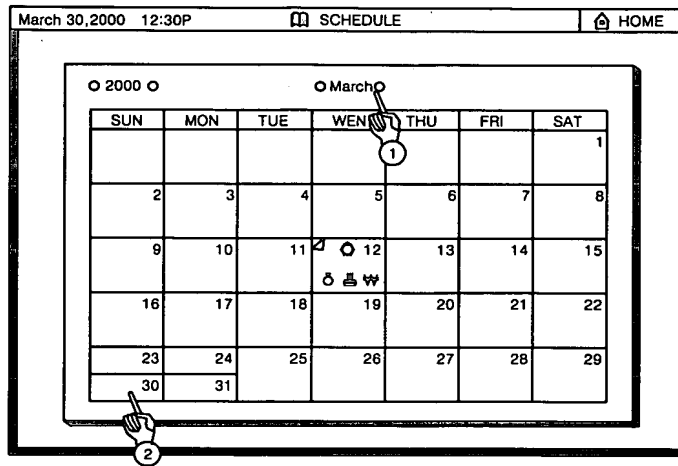 March 30,2000 12:30P SCHEDULE HOME
2000 March
SUN MON TUE WEN THU FRI SAT
1
1
2 3 4 5 6 7 8
9 10 11 12 13 14 15
₩
16 17 18 19 20 21 22
23 24 25 26 27 28 29
30 31
2